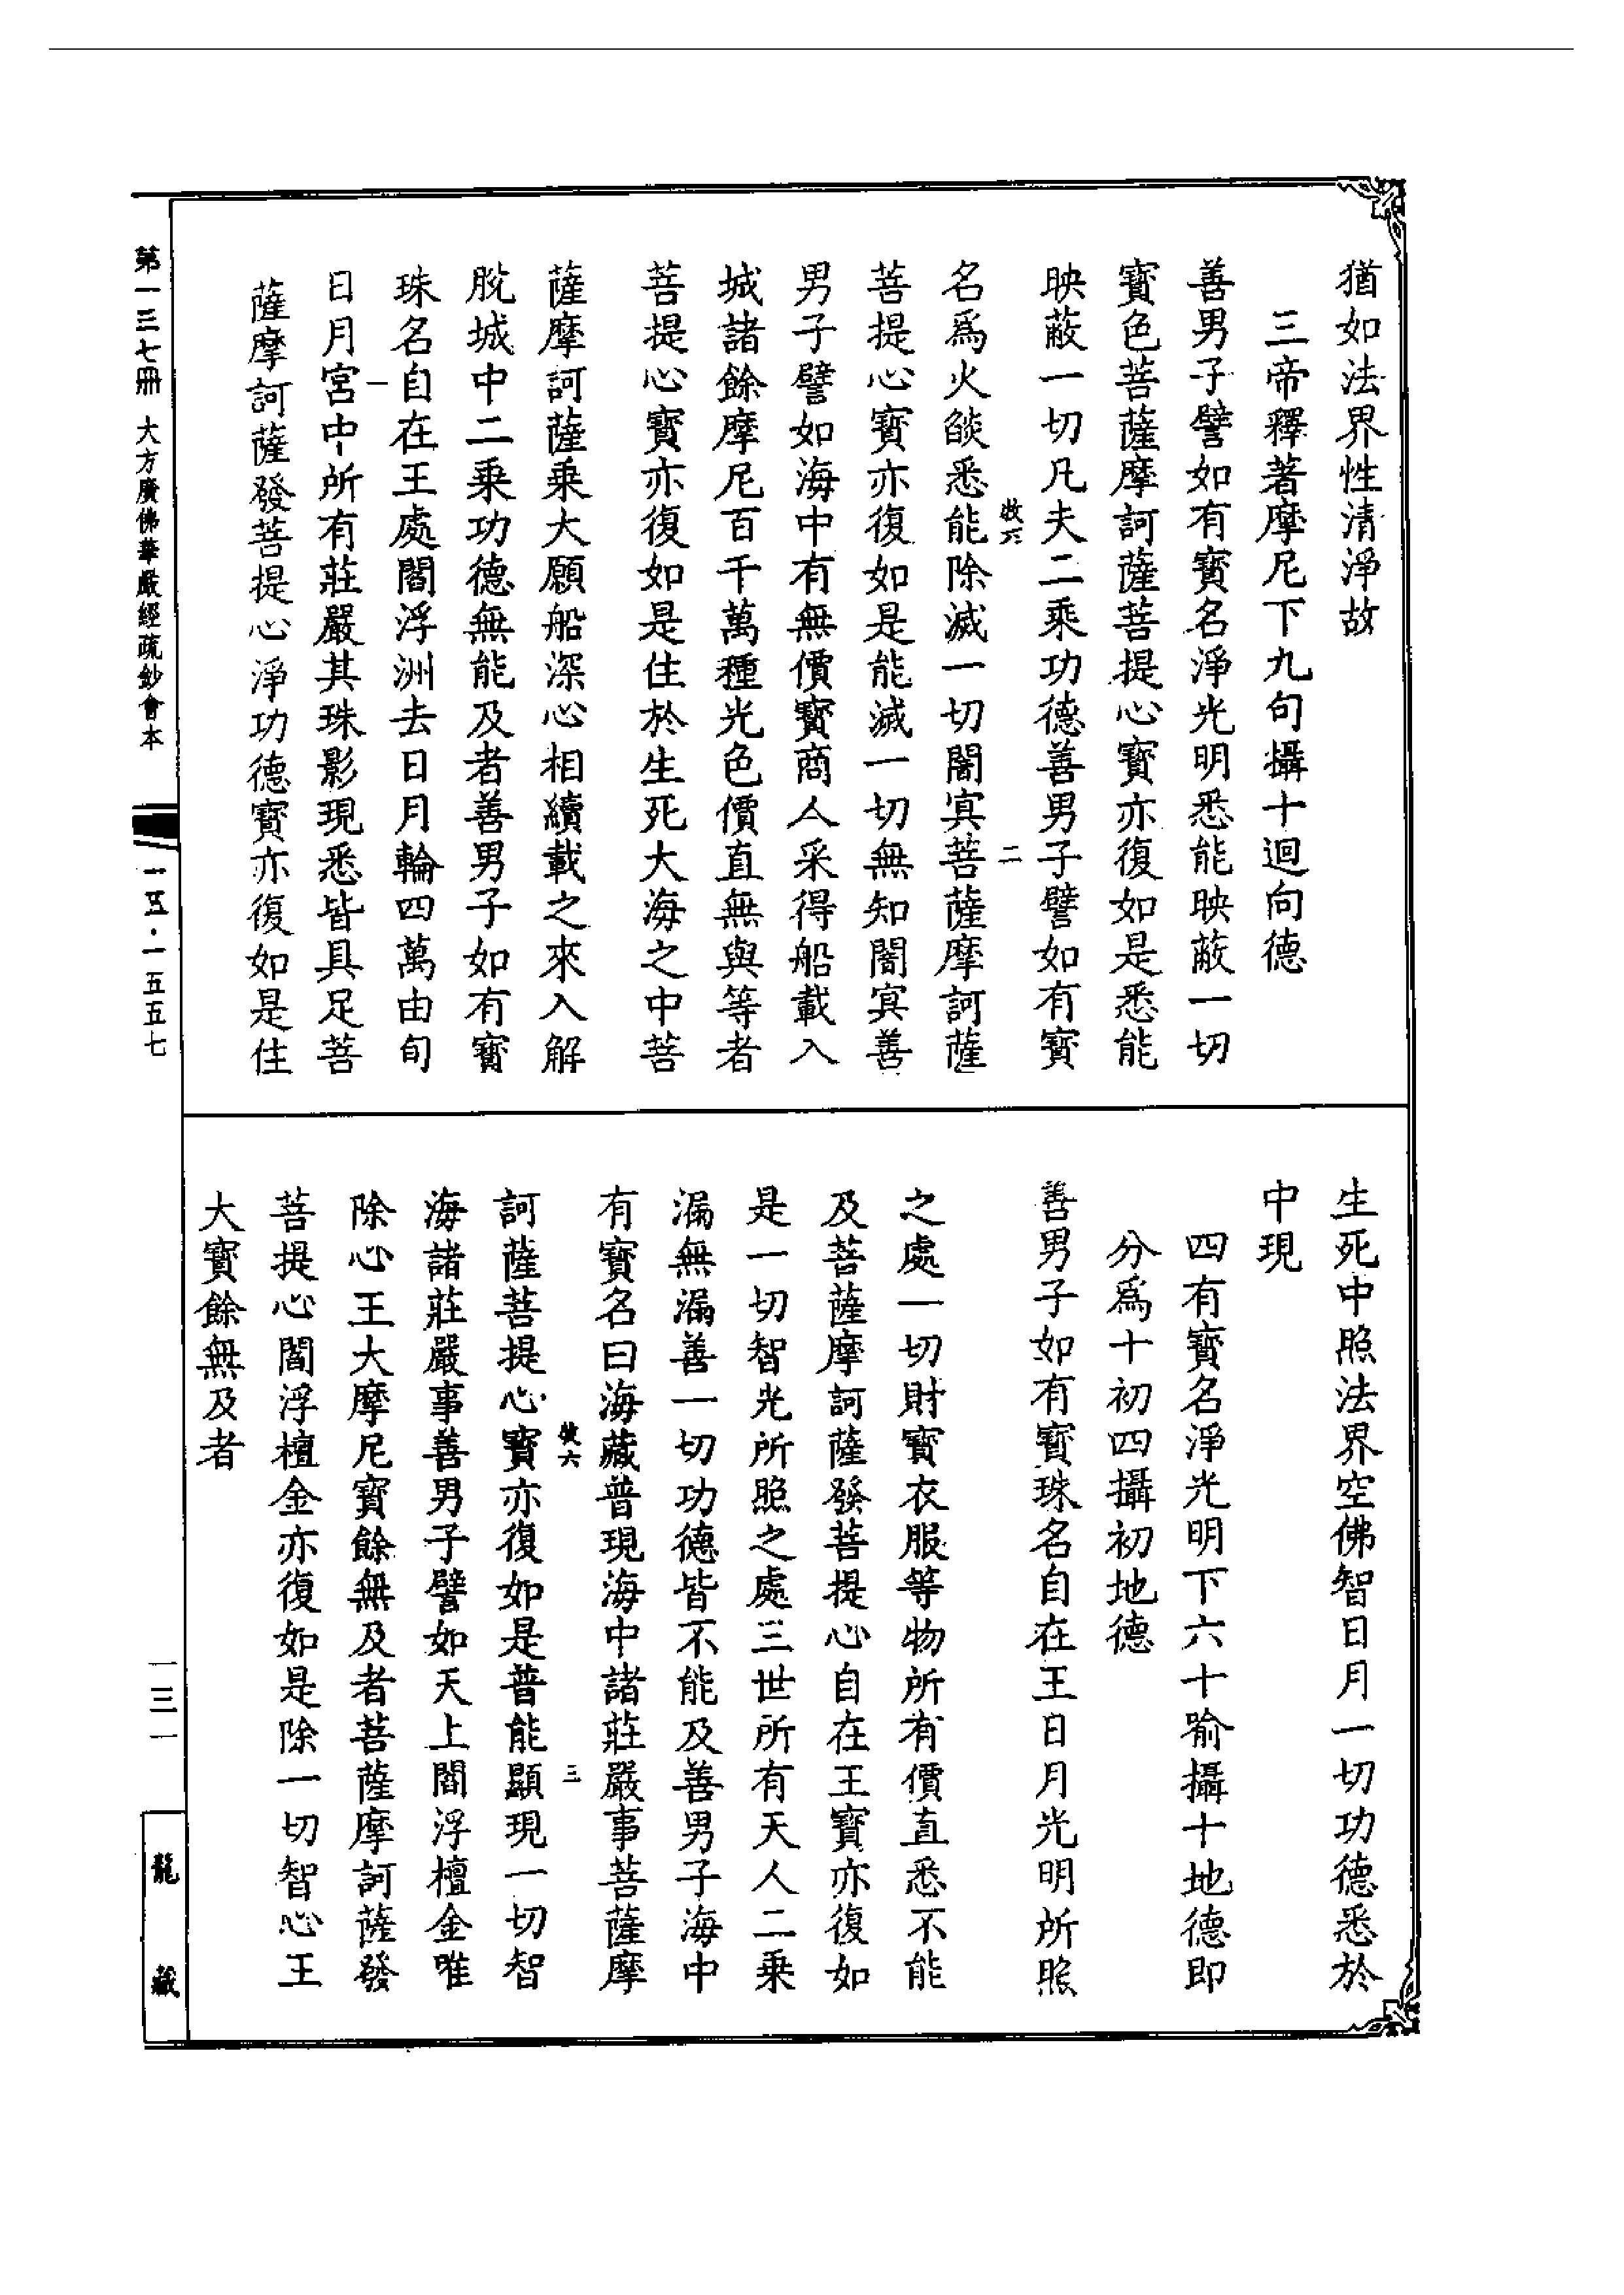 猶如法界性清淨故
三帝釋著摩尼下九句攝十迴向德
善男子譬如有寶名淨光明悉能映蔽一切
寶色菩薩摩訶薩菩提心寶亦復如是悉能
映蔽一切凡夫二乘功德善男子譬如有寶
牧六 二
名爲火燄悉能除滅一切闇冥菩薩摩訶薩
菩提心寶亦復如是能滅一切無知闇冥善
男子譬如海中有無價寶商人采得船載入
城諸餘摩尼百千萬種光色價直無與等者
菩提心寶亦復如是住於生死大海之中菩
薩摩訶薩乘大願船深心相續載之來入解
脫城中二乘功德無能及者善男子如有寶
珠名自在王處閻浮洲去日月輪四萬由旬
日月宮中所有莊嚴其珠影現悉皆具足菩
薩摩訶薩發菩提心淨功德寶亦復如是住
生死中照法界空佛智日月一切功德悉於
中現
四有寶名淨光明下六十喻攝十地德即
分爲十初四攝初地德
善男子如有寶珠名自在王日月光明所照
之處一切財寶衣服等物所有價直悉不能
及菩薩摩訶薩發菩提心自在王寶亦復如
是一切智光所照之處三世所有天人二乘
漏無漏善一切功德皆不能及善男子海中
有寶名曰海藏普現海中諸莊嚴事菩薩摩
牧六 三
訶薩菩提心寶亦復如是普能顯現一切智
海諸莊嚴事善男子譬如天上閻浮檀金唯
除心王大摩尼寶餘無及者菩薩摩訶薩發
菩提心閻浮檀金亦復如是除一切智心王
大寶餘無及者
第一三七冊 大方廣佛華嚴經疏鈔會本
一五·一五五七
一三一
龍藏